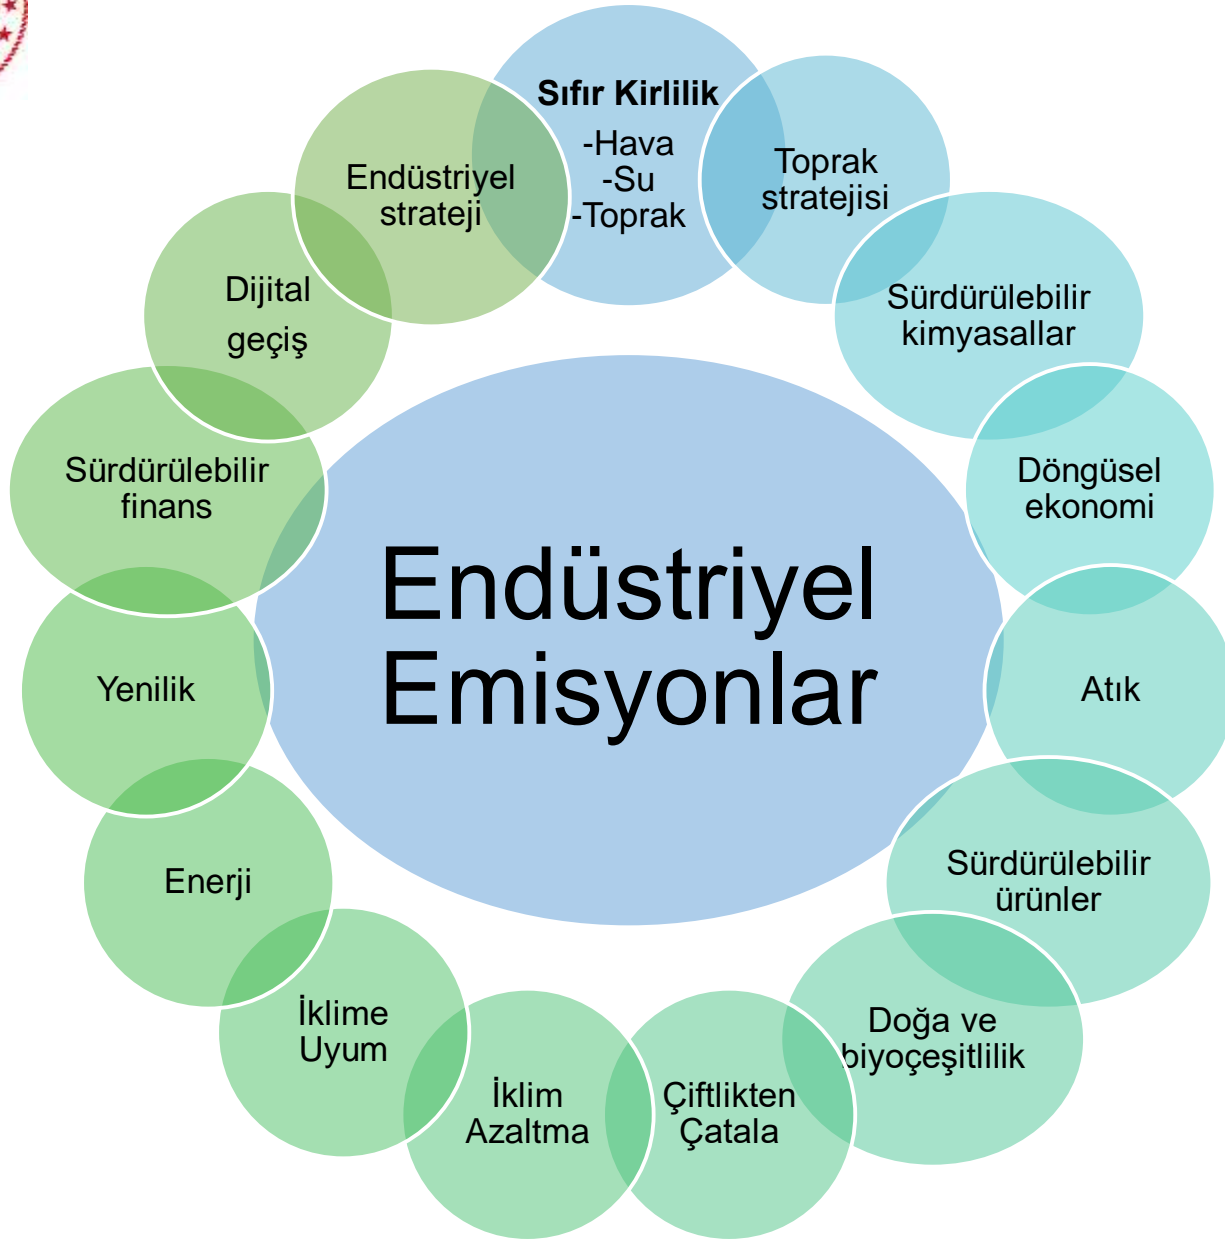 Sıfır Kirlilik
-Hava
-Su
-Toprak
Toprak
stratejisi
Sürdürülebilir
kimyasallar
Döngüsel
ekonomi
Atık
Sürdürülebilir
ürünler
Doğa ve
biyoçeşitlilik
Çiftlikten
Çatala
İklim
Azaltma
İklime
Uyum
Enerji
Yenilik
Sürdürülebilir
finans
Dijital
geçiş
Endüstriyel
strateji
Endüstriyel
Emisyonlar